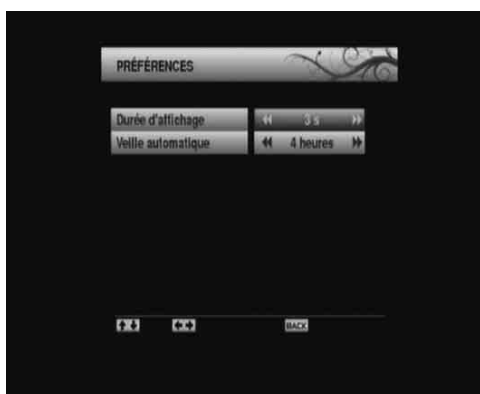 PRÉFÉRENCES
Durée d'affichage 3 s
Veille automatique 4 heures
BACK